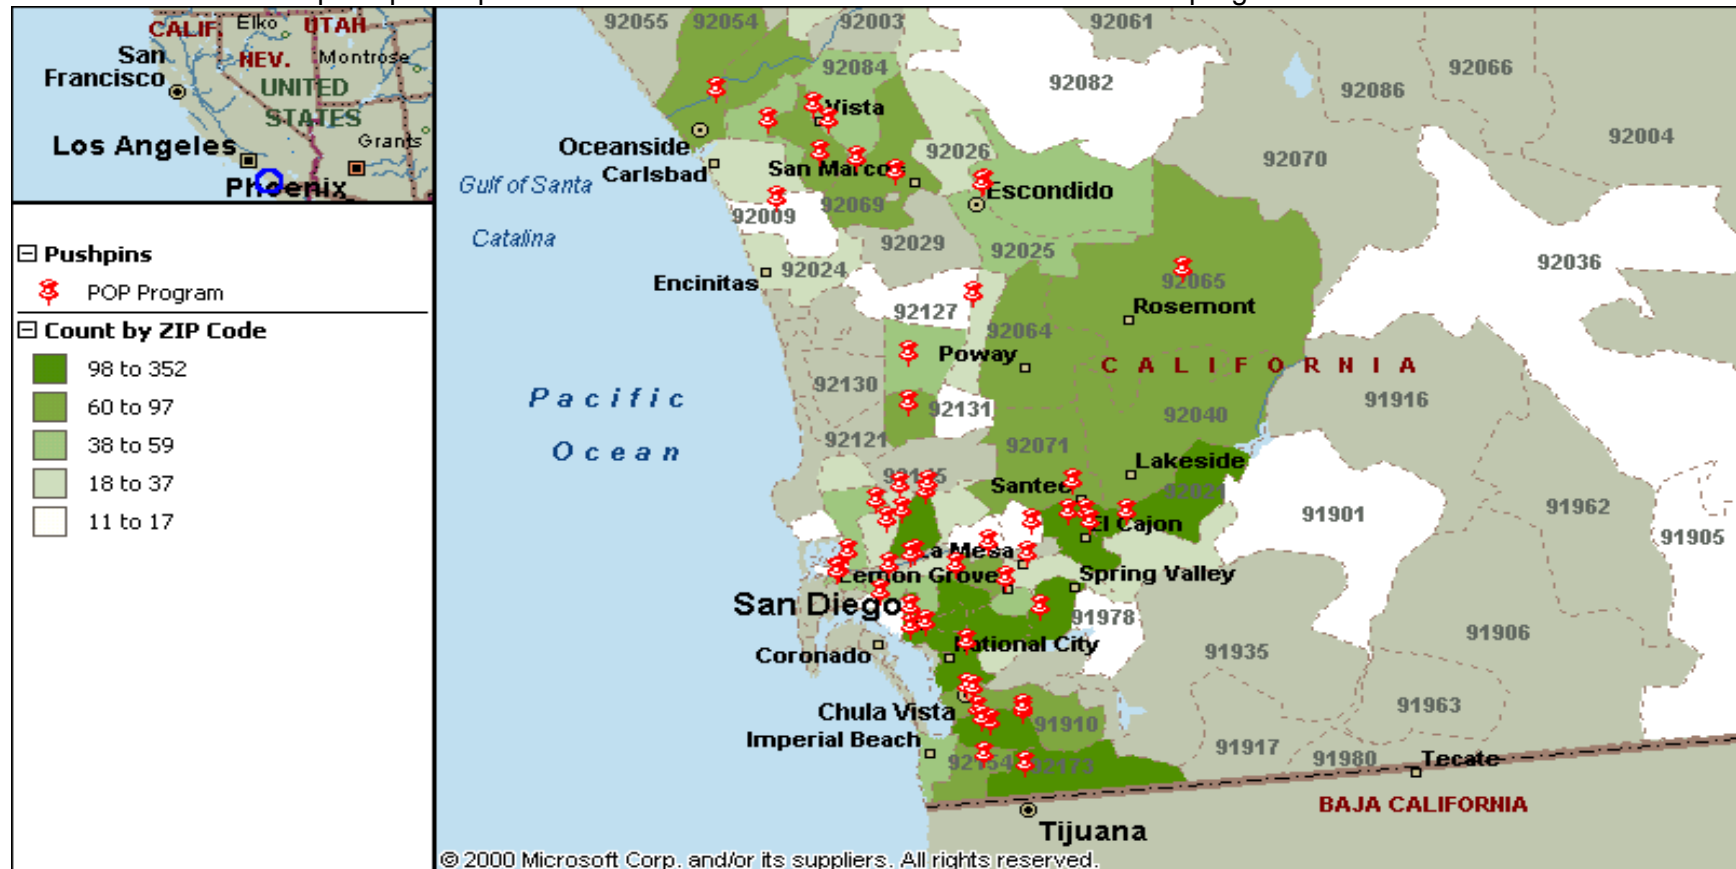 CALIF.
Elko
UTAH
San
Francisco
NEV.
Montrose
UNITED
STATES
Los Angeles
Grants
Phoenix
Pushpins
POP Program
Count by ZIP Code
98 to 352
60 to 97
38 to 59
18 to 37
11 to 17
92055
92054
92003
92061
92084
92082
92066
92086
Vista
92004
Oceanside
92026
92070
Carlsbad
San Marcos
Gulf of Santa
Catalina
Escondido
92069
92009
92029
92025
92036
92024
Encinitas
92065
Rosemont
92127
92064
Poway
CALIFORNIA
92130
Pacific
Ocean
92131
92040
91916
92121
92071
Lakeside
Santee
92021
91901
91962
El Cajon
91905
La Mesa
Lemon Grove
Spring Valley
San Diego
91978
91906
National City
Coronado
91935
91963
Chula Vista
91910
Imperial Beach
91917
91980
Tecate
92154
92173
BAJA CALIFORNIA
Tijuana
© 2000 Microsoft Corp. and/or its suppliers. All rights reserved.